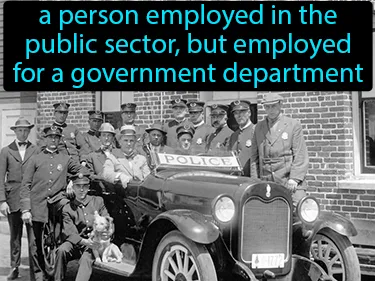 a person employed in the
public sector, but employed
for a government department
POLICE